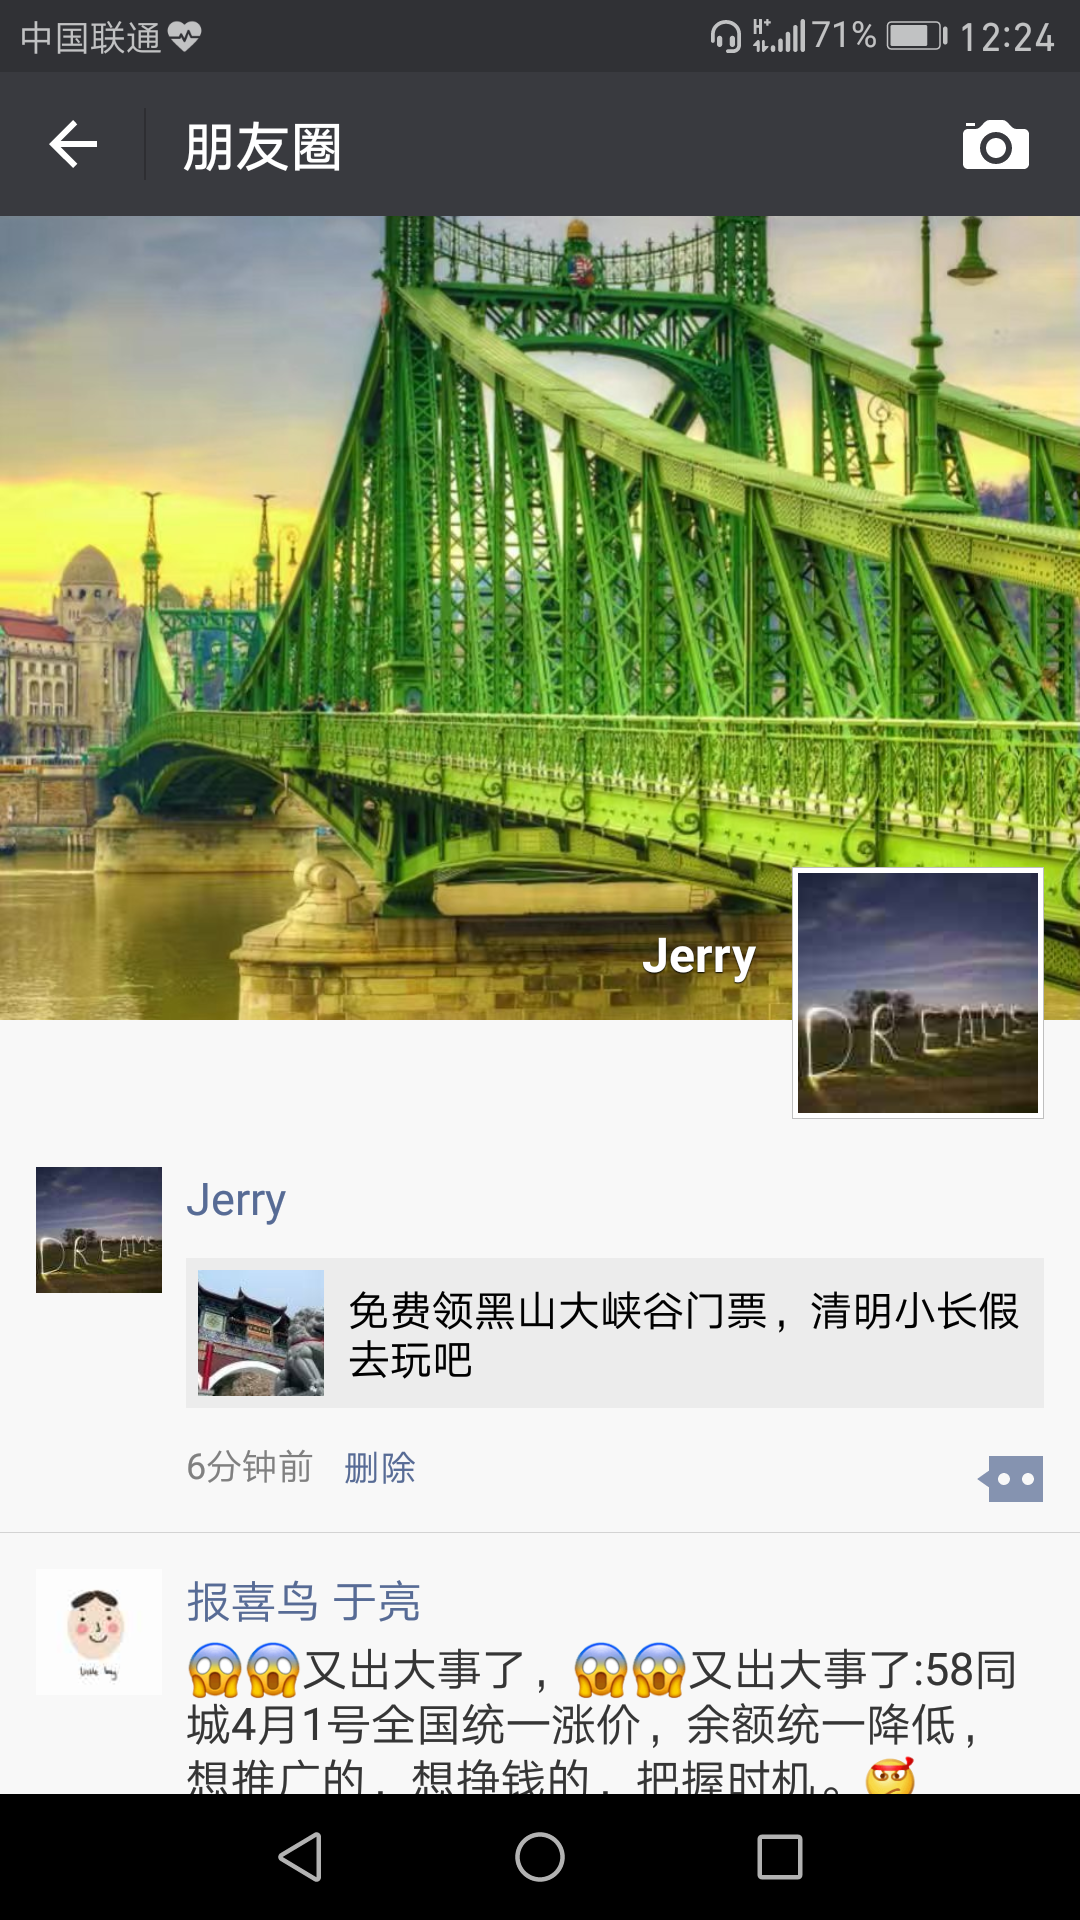 中国联通 71% 12:24
朋友圈
Jerry
DREAMS
Jerry
DREAMS
免费领黑山大峡谷门票，清明小长假
去玩吧
6分钟前 删除
报喜鸟 于亮
😱😱又出大事了，😱😱又出大事了:58同
城4月1号全国统一涨价，余额统一降低，
想推广的，想挣钱的，把握时机。
little boy